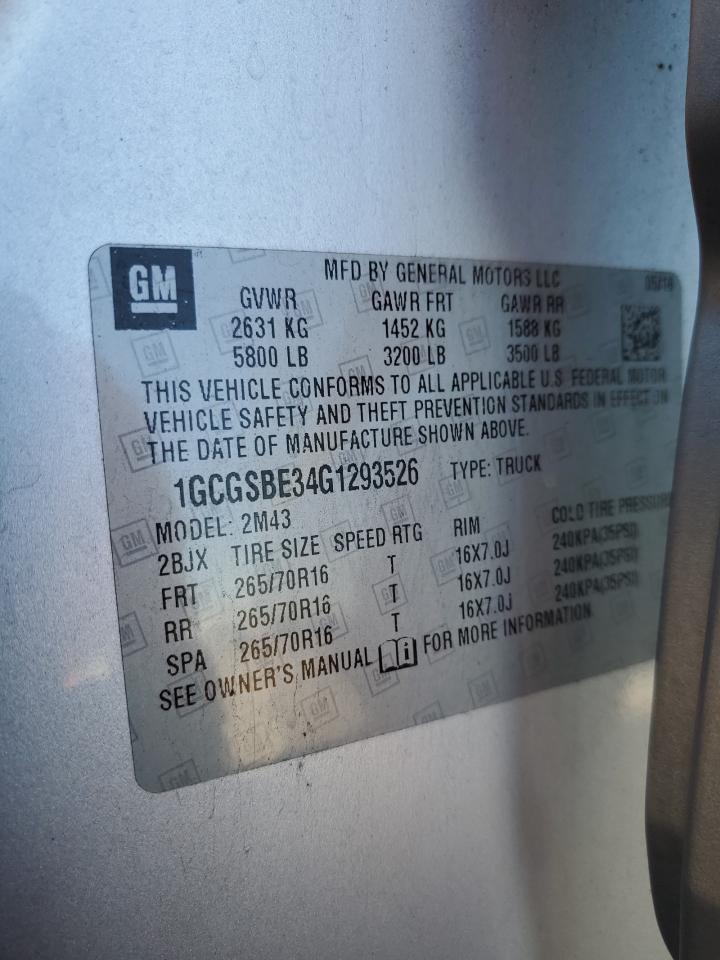 GM
MFD BY GENERAL MOTORS LLC 05/16
GVWR GAWR FRT GAWR RR
2631 KG 1452 KG 1588 KG
5800 LB 3200 LB 3500 LB
THIS VEHICLE CONFORMS TO ALL APPLICABLE U.S. FEDERAL MOTOR
VEHICLE SAFETY AND THEFT PREVENTION STANDARDS IN EFFECT ON
THE DATE OF MANUFACTURE SHOWN ABOVE.
1GCGSBE34G1293526 TYPE: TRUCK
MODEL: 2M43
2BJX TIRE SIZE SPEED RTG RIM COLD TIRE PRESSURE
FRT 265/70R16 T 16X7.0J 240KPA(35PSI)
RR 265/70R16 T 16X7.0J 240KPA(35PSI)
SPA 265/70R16 T 16X7.0J 240KPA(35PSI)
SEE OWNER'S MANUAL FOR MORE INFORMATION